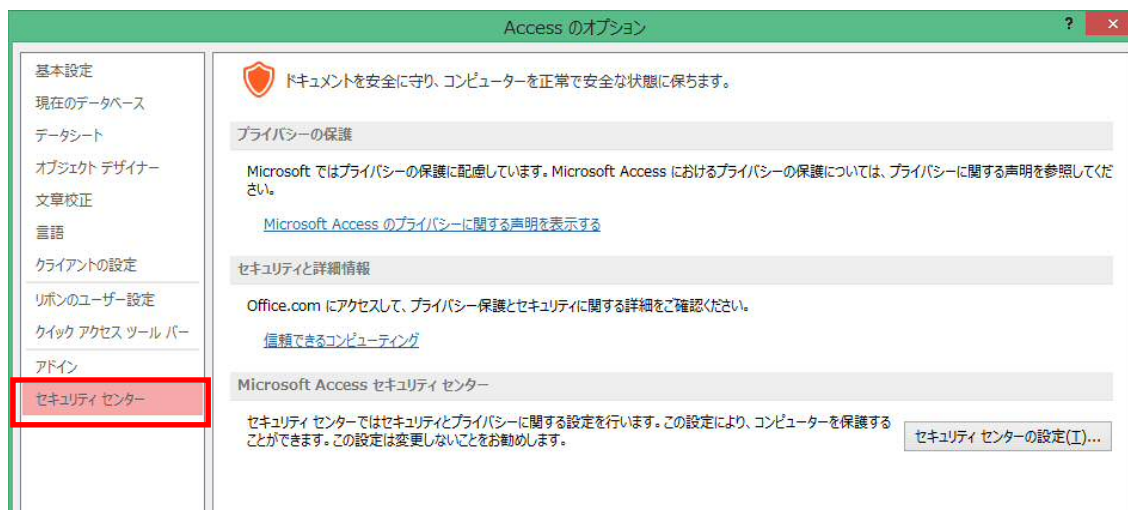 Access のオプション
?
基本設定
現在のデータベース
データシート
オブジェクト デザイナー
文章校正
言語
クライアントの設定
リボンのユーザー設定
クイック アクセス ツール バー
アドイン
セキュリティ センター
ドキュメントを安全に守り、コンピューターを正常で安全な状態に保ちます。
プライバシーの保護
Microsoft ではプライバシーの保護に配慮しています。Microsoft Access におけるプライバシーの保護については、プライバシーに関する声明を参照してくだ
さい。
Microsoft Access のプライバシーに関する声明を表示する
セキュリティと詳細情報
Office.com にアクセスして、プライバシー保護とセキュリティに関する詳細をご確認ください。
信頼できるコンピューティング
Microsoft Access セキュリティ センター
セキュリティ センターではセキュリティとプライバシーに関する設定を行います。この設定により、コンピューターを保護する
ことができます。この設定は変更しないことをお勧めします。
セキュリティ センターの設定(T)...